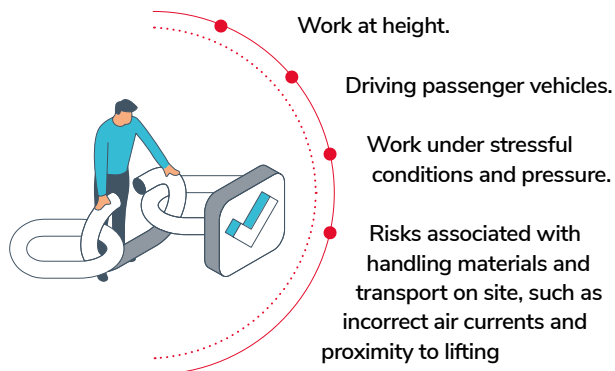 Work at height.
Driving passenger vehicles.
Work under stressful
conditions and pressure.
Risks associated with
handling materials and
transport on site, such as
incorrect air currents and
proximity to lifting